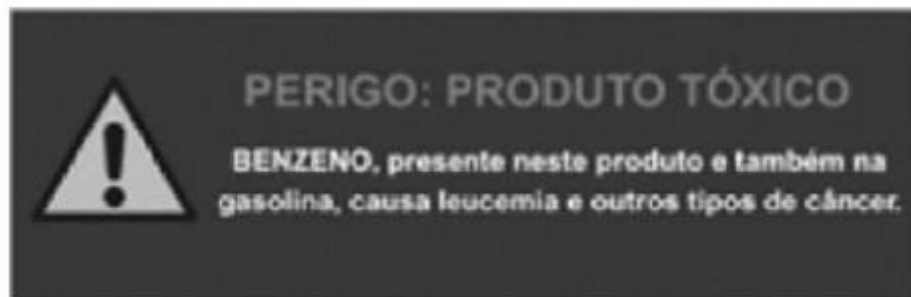 PERIGO: PRODUTO TÓXICO
BENZENO, presente neste produto e também na
gasolina, causa leucemia e outros tipos de câncer.